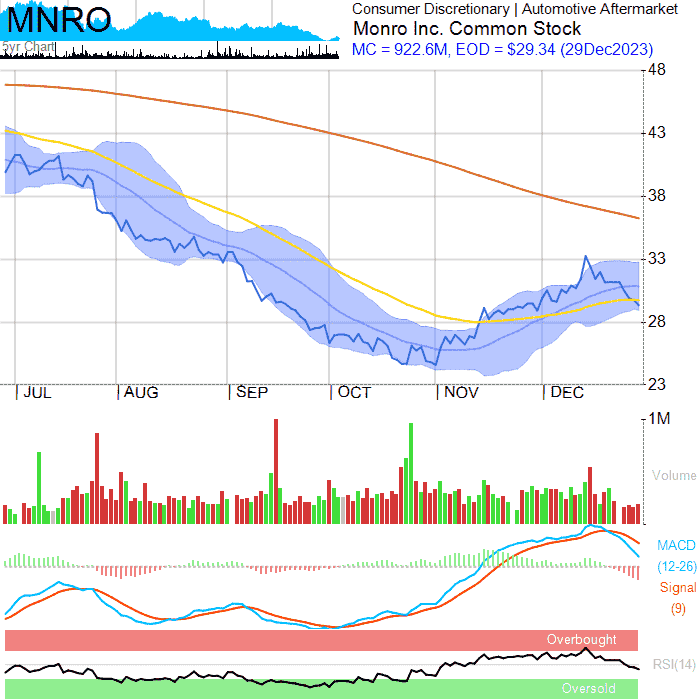 MNRO
5yr Chart
Consumer Discretionary | Automotive Aftermarket
Monro Inc. Common Stock
MC = 922.6M, EOD = $29.34 (29Dec2023)
48
43
38
33
28
23
JUL AUG SEP OCT NOV DEC
1M
Volume
MACD
(12-26)
Signal
(9)
Overbought
RSI(14)
Oversold